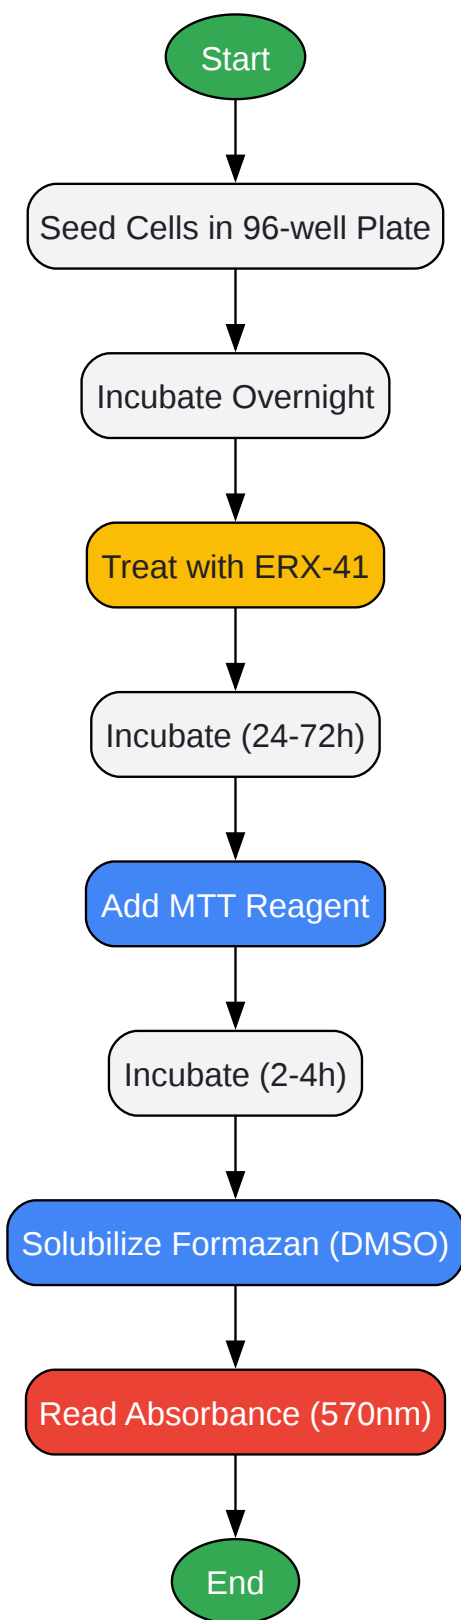 Start
Seed Cells in 96-well Plate
Incubate Overnight
Treat with ERX-41
Incubate (24-72h)
Add MTT Reagent
Incubate (2-4h)
Solubilize Formazan (DMSO)
Read Absorbance (570nm)
End